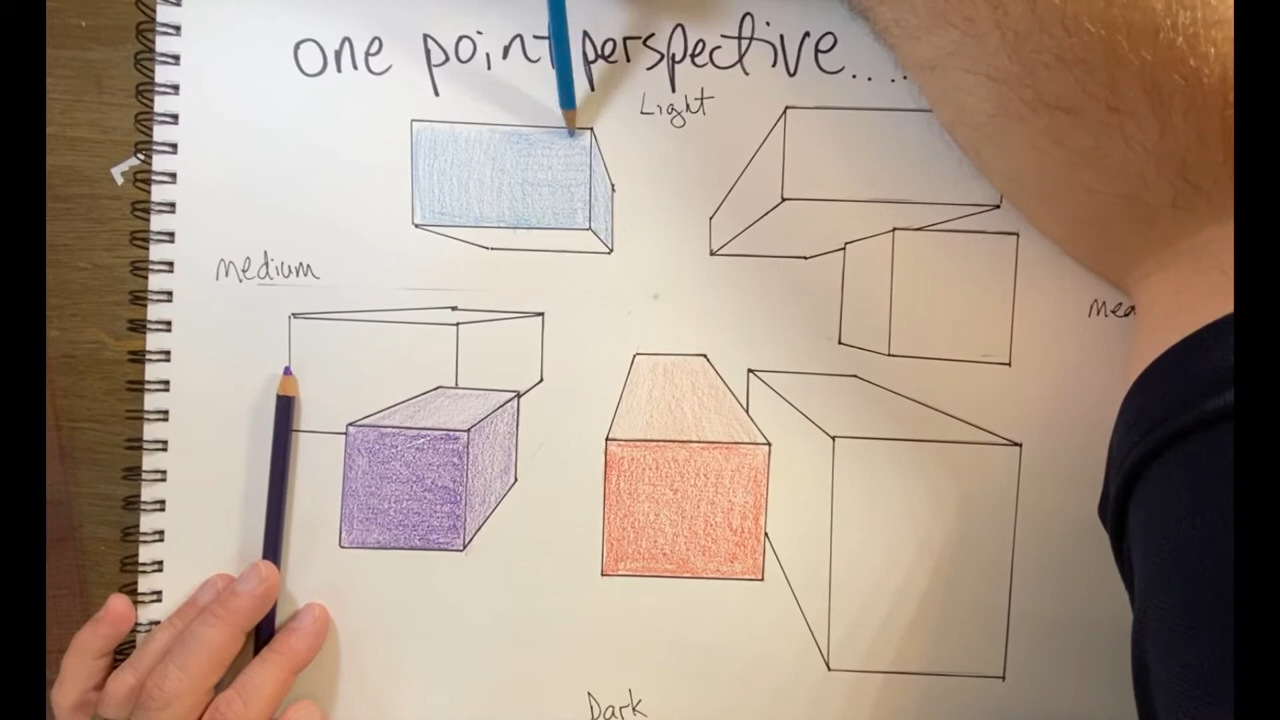 one point perspective....
Light
medium
Dark